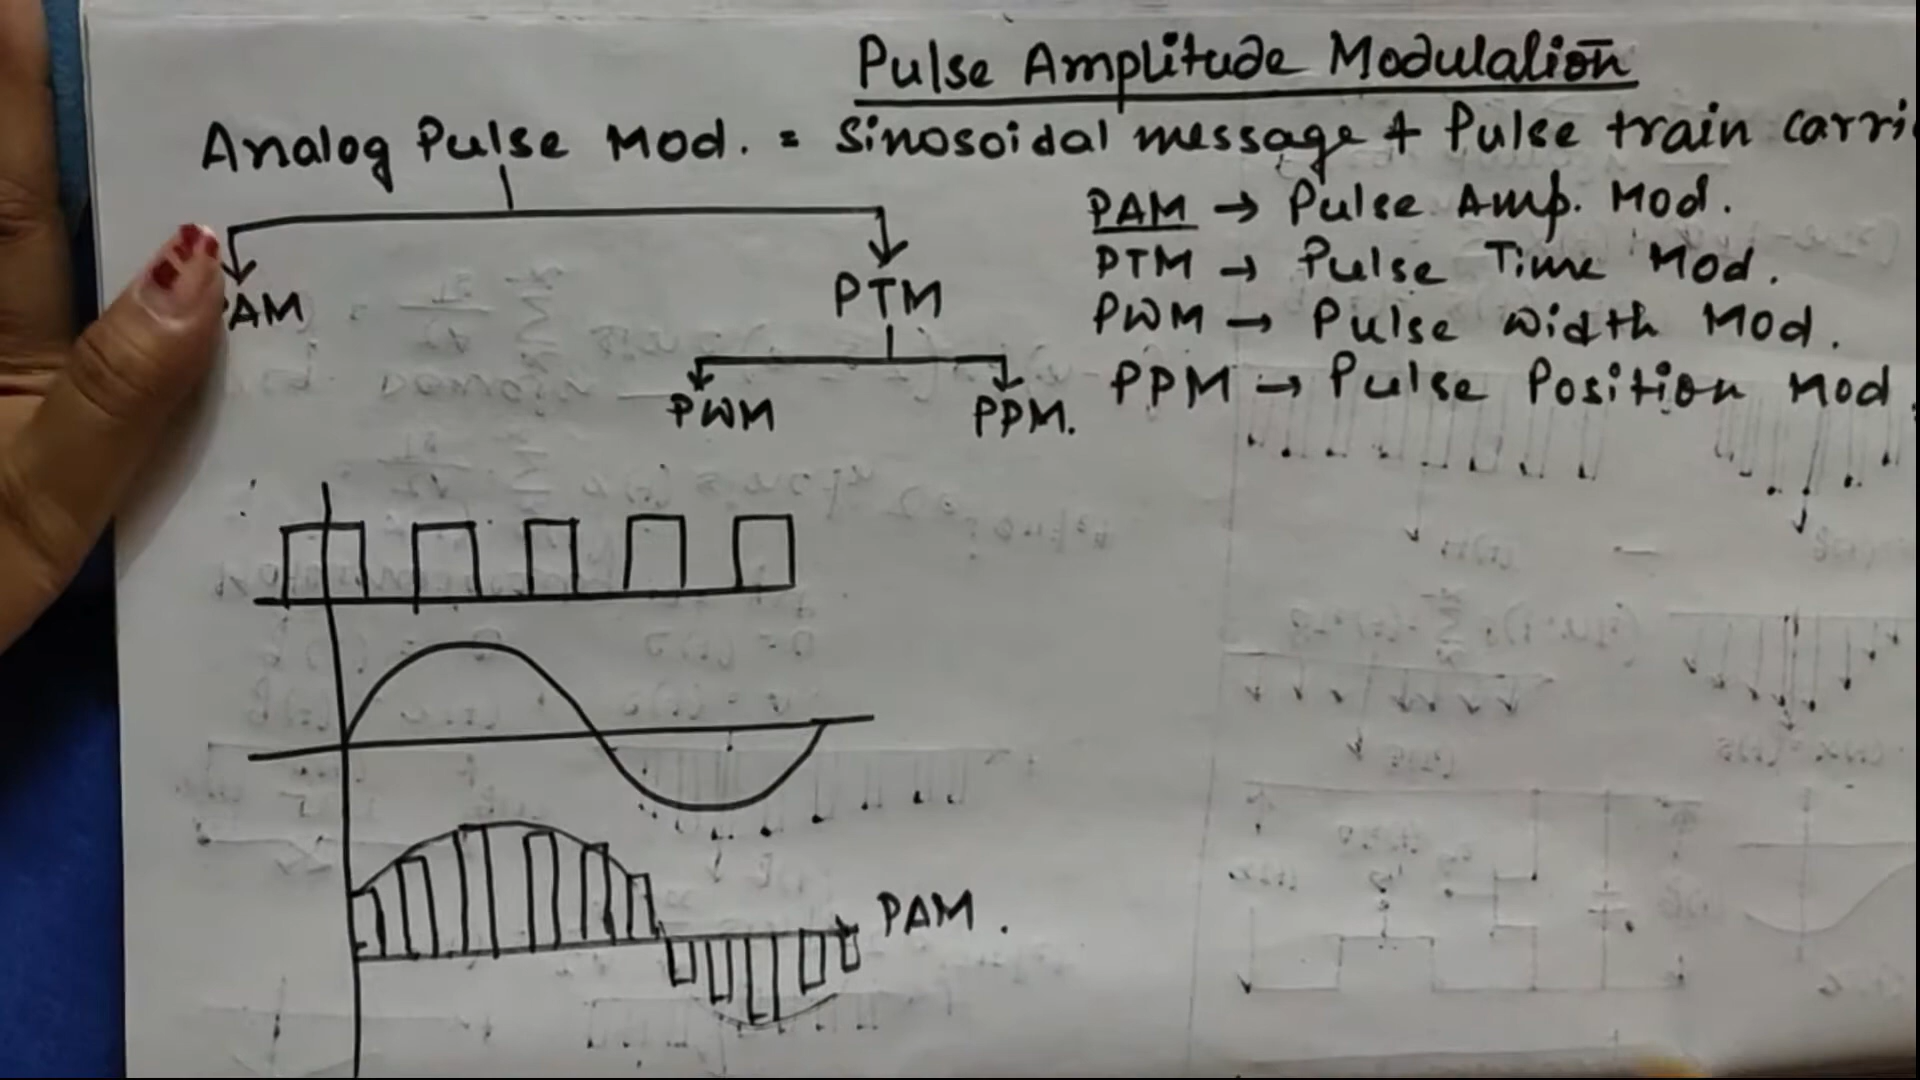 Pulse Amplitude Modulation
Analog Pulse Mod. = Sinosoidal message + Pulse train carri
PAM → Pulse Amp. Mod.
PTM → Pulse Time Mod.
PWM → Pulse Width Mod.
PPM → Pulse Position Mod.
AM
PTM
PWM
PPM.
PAM.